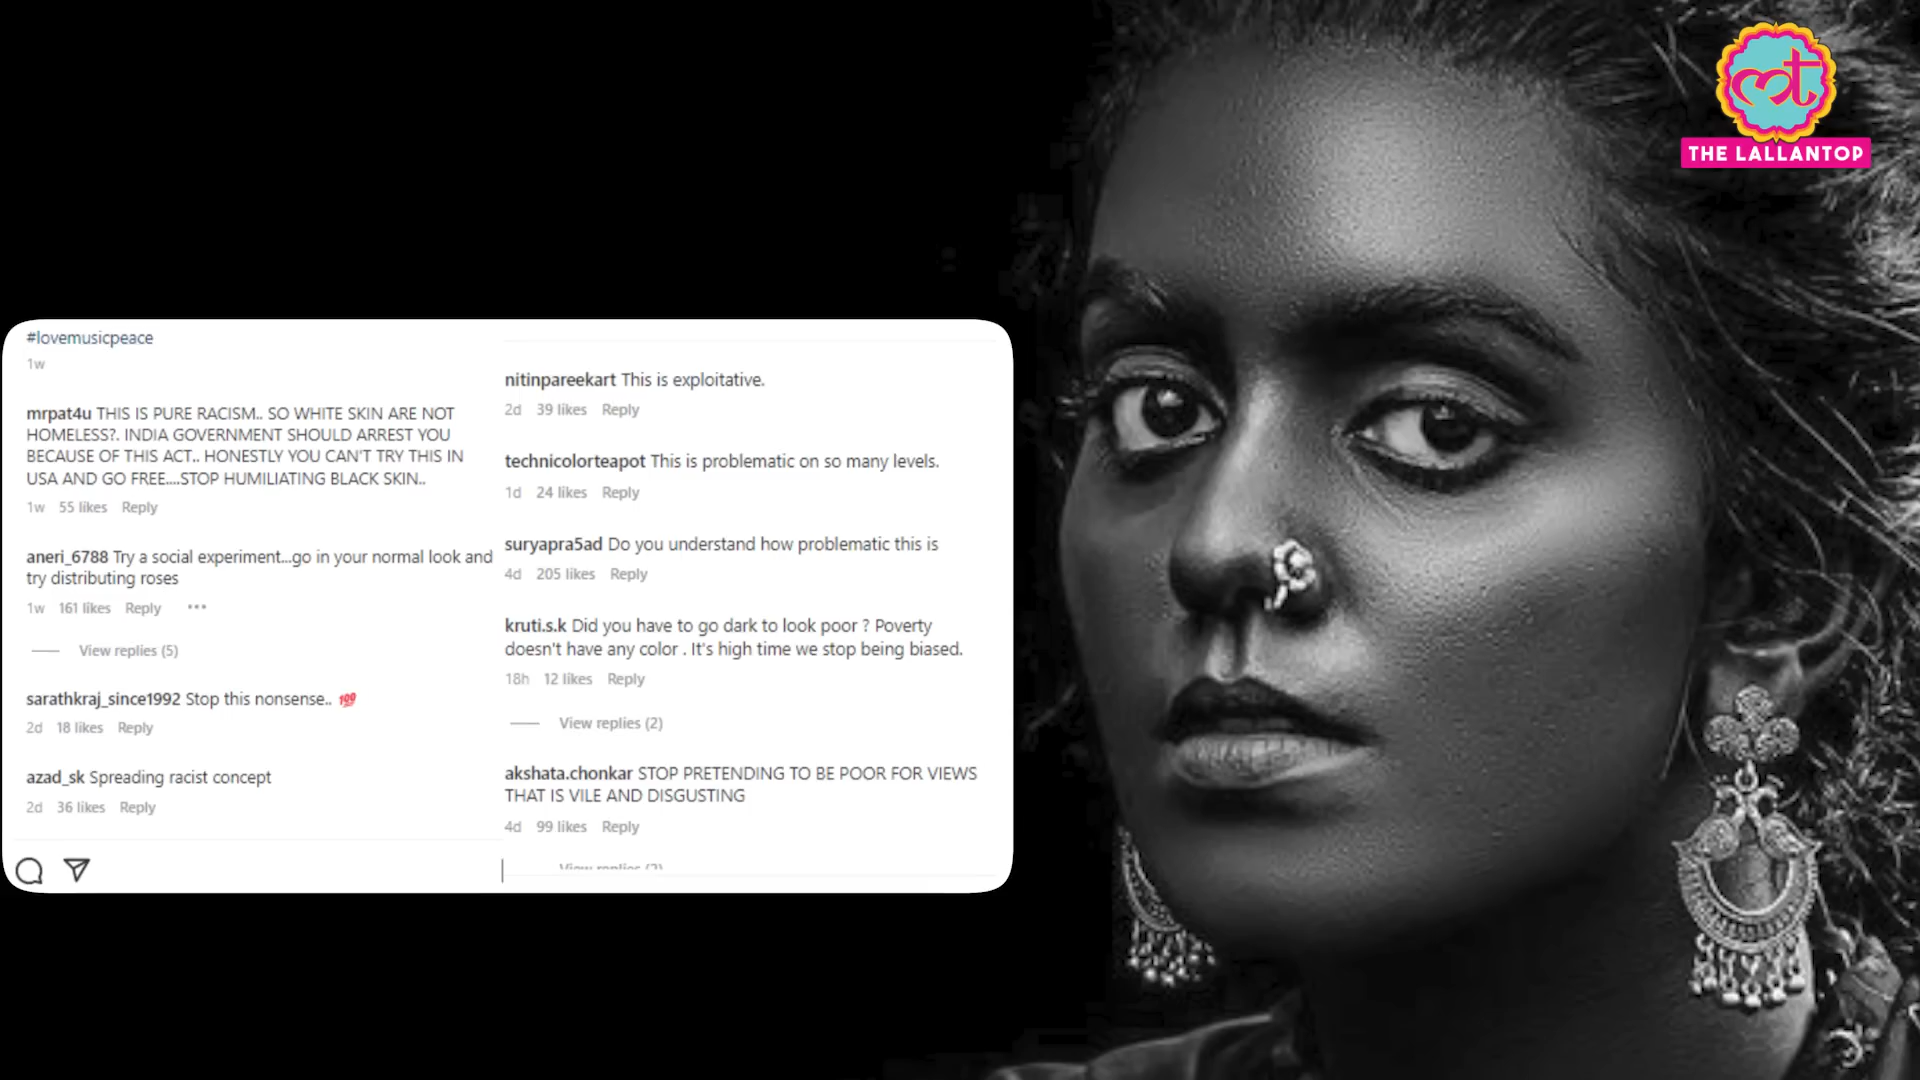 #lovemusicpeace
1w
mrpat4u THIS IS PURE RACISM.. SO WHITE SKIN ARE NOT
HOMELESS?. INDIA GOVERNMENT SHOULD ARREST YOU
BECAUSE OF THIS ACT.. HONESTLY YOU CAN'T TRY THIS IN
USA AND GO FREE....STOP HUMILIATING BLACK SKIN..
1w 55 likes Reply
aneri_6788 Try a social experiment...go in your normal look and
try distributing roses
1w 161 likes Reply ···
View replies (5)
sarathkraj_since1992 Stop this nonsense.. 💯
2d 18 likes Reply
azad_sk Spreading racist concept
2d 36 likes Reply
nitinpareekart This is exploitative.
2d 39 likes Reply
technicolorteapot This is problematic on so many levels.
1d 24 likes Reply
suryapra5ad Do you understand how problematic this is
4d 205 likes Reply
kruti.s.k Did you have to go dark to look poor ? Poverty
doesn't have any color . It's high time we stop being biased.
18h 12 likes Reply
View replies (2)
akshata.chonkar STOP PRETENDING TO BE POOR FOR VIEWS
THAT IS VILE AND DISGUSTING
4d 99 likes Reply
View replies (2)
THE LALLANTOP